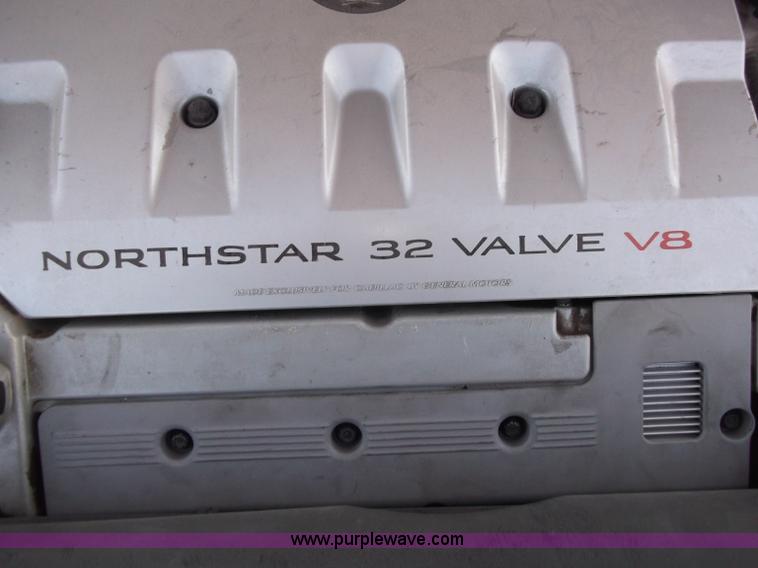 NORTHSTAR 32 VALVE V8
MADE EXCLUSIVELY FOR CADILLAC BY GENERAL MOTORS
www.purplewave.com